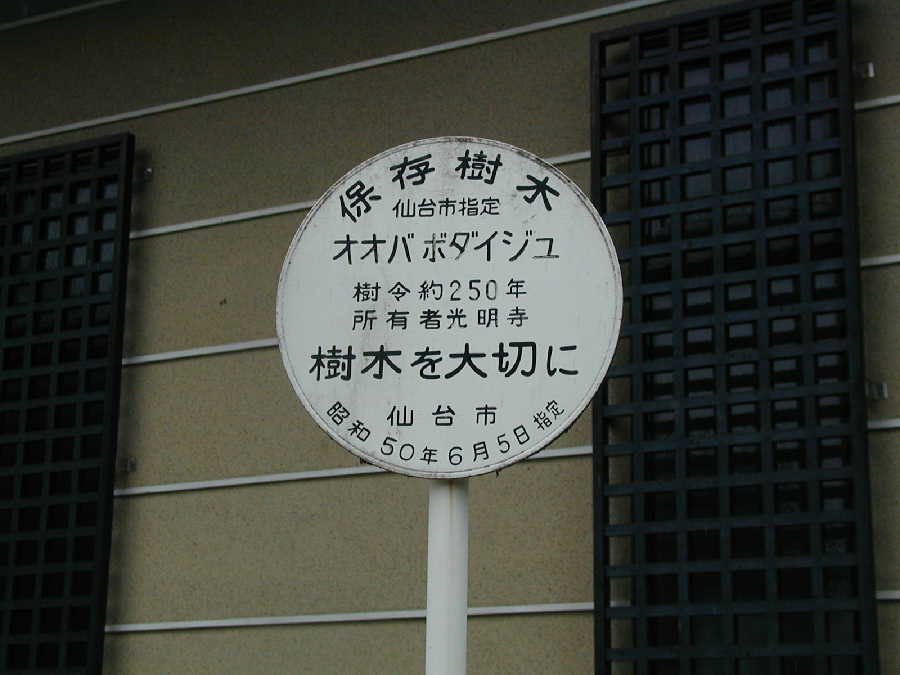 保存樹木
仙台市指定
オオバボダイジュ
樹令約250年
所有者光明寺
樹木を大切に
仙台市
昭和50年6月5日指定